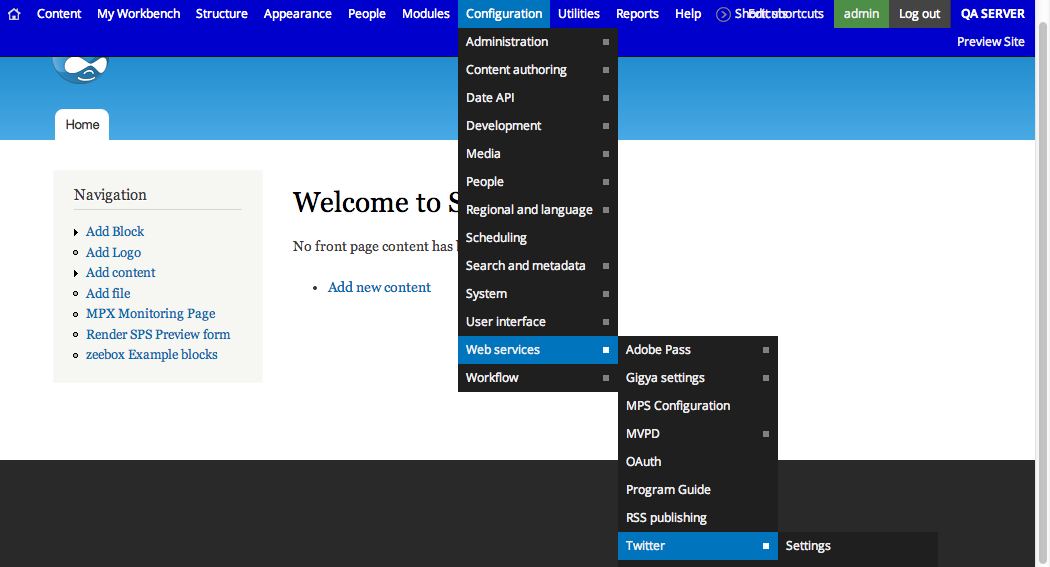 Content My Workbench Structure Appearance People Modules Configuration Utilities Reports Help Shortcuts Edit shortcuts admin Log out QA SERVER
Preview Site
Home
Navigation
Add Block
Add Logo
Add content
Add file
MPX Monitoring Page
Render SPS Preview form
zeebox Example blocks
Welcome to S
No front page content has
Add new content
Administration
Content authoring
Date API
Development
Media
People
Regional and language
Scheduling
Search and metadata
System
User interface
Web services
Workflow
Adobe Pass
Gigya settings
MPS Configuration
MVPD
OAuth
Program Guide
RSS publishing
Twitter
Settings